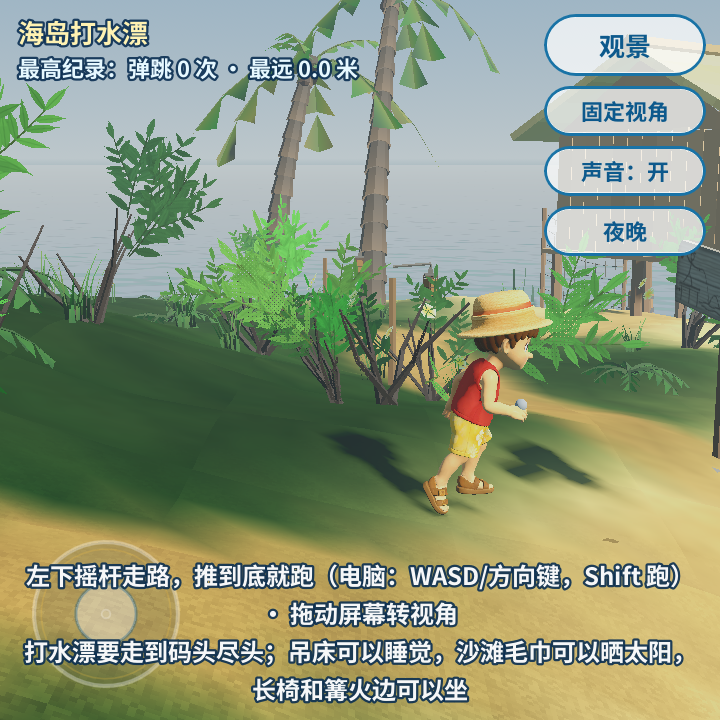 海岛打水漂
最高纪录：弹跳 0 次 · 最远 0.0 米
观景
固定视角
声音：开
夜晚
左下摇杆走路，推到底就跑（电脑：WASD/方向键，Shift 跑）
· 拖动屏幕转视角
打水漂要走到码头尽头；吊床可以睡觉，沙滩毛巾可以晒太阳，
长椅和篝火边可以坐